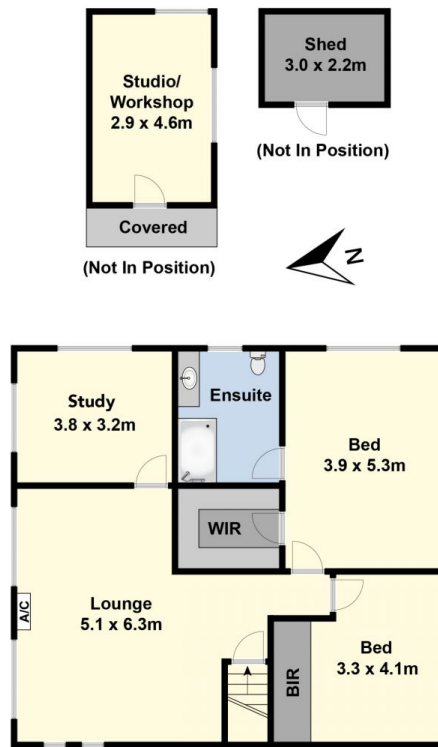 Studio/
Workshop
2.9 x 4.6m
Covered
(Not In Position)
Shed
3.0 x 2.2m
(Not In Position)
N
Study
3.8 x 3.2m
Ensuite
Bed
3.9 x 5.3m
WIR
A/C
Lounge
5.1 x 6.3m
BIR
Bed
3.3 x 4.1m